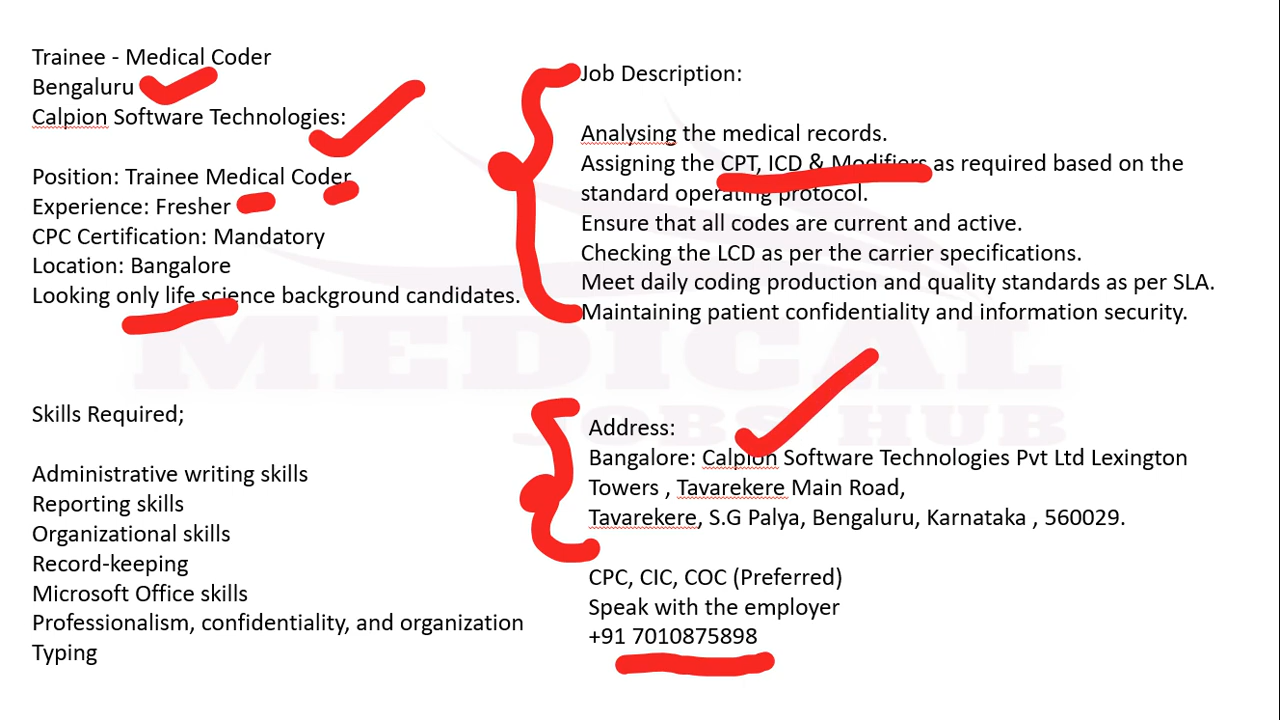 Trainee - Medical Coder
Bengaluru
Calpion Software Technologies:
Position: Trainee Medical Coder
Experience: Fresher
CPC Certification: Mandatory
Location: Bangalore
Looking only life science background candidates.
Skills Required;
Administrative writing skills
Reporting skills
Organizational skills
Record-keeping
Microsoft Office skills
Professionalism, confidentiality, and organization
Typing
Job Description:
Analysing the medical records.
Assigning the CPT, ICD & Modifiers as required based on the
standard operating protocol.
Ensure that all codes are current and active.
Checking the LCD as per the carrier specifications.
Meet daily coding production and quality standards as per SLA.
Maintaining patient confidentiality and information security.
Address:
Bangalore: Calpion Software Technologies Pvt Ltd Lexington
Towers , Tavarekere Main Road,
Tavarekere, S.G Palya, Bengaluru, Karnataka , 560029.
CPC, CIC, COC (Preferred)
Speak with the employer
+91 7010875898
MEDICAL
JOBS HUB